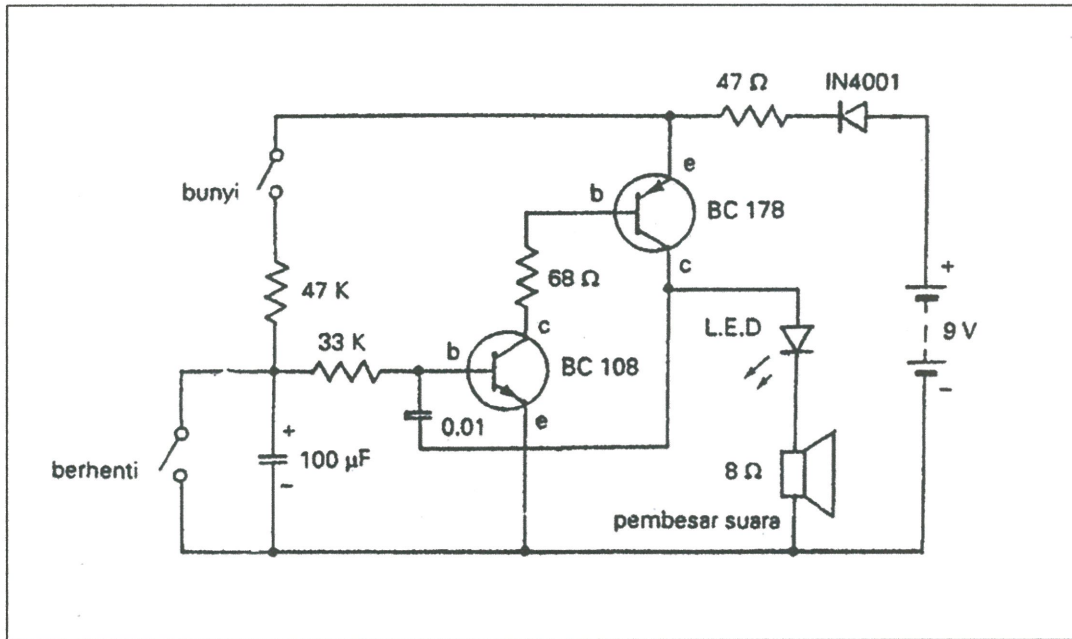 47 Ω
IN4001
bunyi
e
b
BC 178
c
68 Ω
47 K
+
9 V
-
L.E.D
33 K
c
b
BC 108
e
0.01
+
100 µF
-
berhenti
8 Ω
pembesar suara